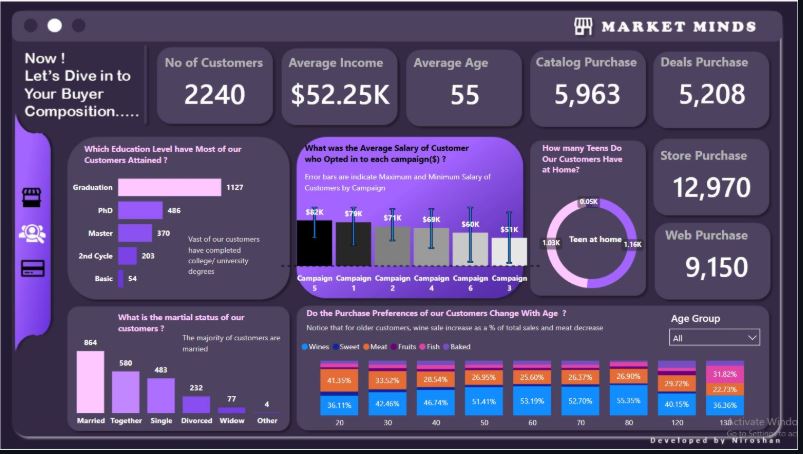 MARKET MINDS
Now !
Let's Dive in to
Your Buyer
Composition.....
No of Customers
2240
Average Income
$52.25K
Average Age
55
Catalog Purchase
5,963
Deals Purchase
5,208
Which Education Level have Most of our
Customers Attained ?
Graduation 1127
PhD 486
Master 370
2nd Cycle 203
Basic 54
Vast of our customers
have completed
college/ university
degrees
What was the Average Salary of Customer
who Opted in to each campaign($) ?
Error bars are indicate Maximum and Minimum Salary of
Customers by Campaign
$82K $79K $71K $69K $60K $51K
Campaign Campaign Campaign Campaign Campaign Campaign
5 1 2 4 6 3
How many Teens Do
Our Customers Have
at Home?
0.05K
1.03K
Teen at home
1.16K
Store Purchase
12,970
Web Purchase
9,150
What is the martial status of our
customers ?
The majority of customers are
married
864 580 483 232 77 4
Married Together Single Divorced Widow Other
Do the Purchase Preferences of our Customers Change With Age ?
Notice that for older customers, wine sale increase as a % of total sales and meat decrease
Wines Sweet Meat Fruits Fish Baked
Age Group
All
31.82%
41.35% 33.52% 28.54% 26.95% 25.60% 26.37% 26.90% 29.72% 22.73%
36.11% 42.46% 46.74% 51.41% 53.19% 52.70% 55.35% 40.15% 36.36%
20 30 40 50 60 70 80 120 130
Activate Windo
Go to Settings to act
Developed by Niroshan